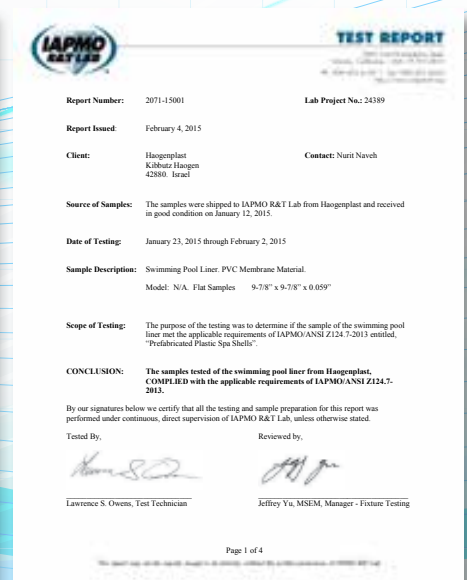 IAPMO
R&T LAB
TEST REPORT
Report Number: 2071-15001 Lab Project No.: 24389
Report Issued: February 4, 2015
Client: Haogenplast Contact: Nurit Naveh
Kibbutz Haogen
42880. Israel
Source of Samples: The samples were shipped to IAPMO R&T Lab from Haogenplast and received
in good condition on January 12, 2015.
Date of Testing: January 23, 2015 through February 2, 2015
Sample Description: Swimming Pool Liner. PVC Membrane Material.
Model: N/A. Flat Samples 9-7/8" x 9-7/8" x 0.059"
Scope of Testing: The purpose of the testing was to determine if the sample of the swimming pool
liner met the applicable requirements of IAPMO/ANSI Z124.7-2013 entitled,
"Prefabricated Plastic Spa Shells".
CONCLUSION: The samples tested of the swimming pool liner from Haogenplast,
COMPLIED with the applicable requirements of IAPMO/ANSI Z124.7-
2013.
By our signatures below we certify that all the testing and sample preparation for this report was
performed under continuous, direct supervision of IAPMO R&T Lab, unless otherwise stated.
Tested By, Reviewed by,
Lawrence S. Owens, Test Technician Jeffrey Yu, MSEM, Manager - Fixture Testing
Page 1 of 4